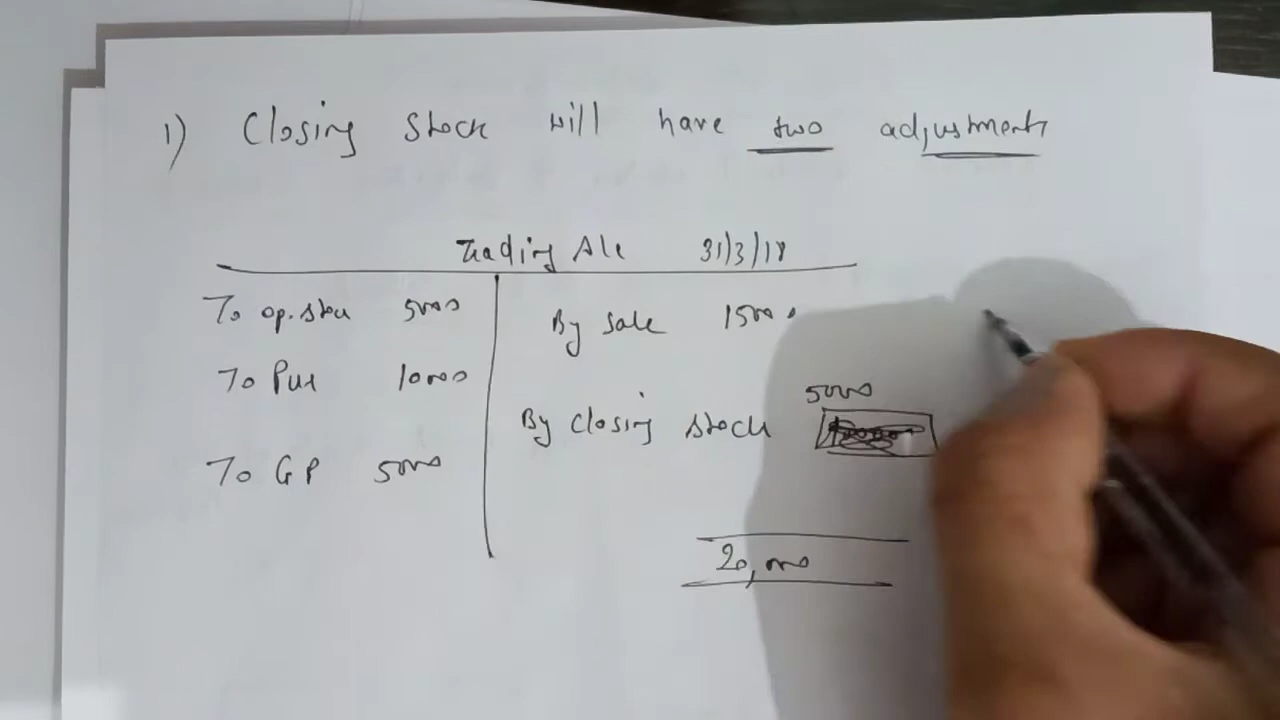 1) Closing Stock will have two adjustments
Trading A/c 31/3/18
To op. stock 5000
By Sale 15000
To Pur 10000
5000
By Closing Stock
To GP 5000
20,000